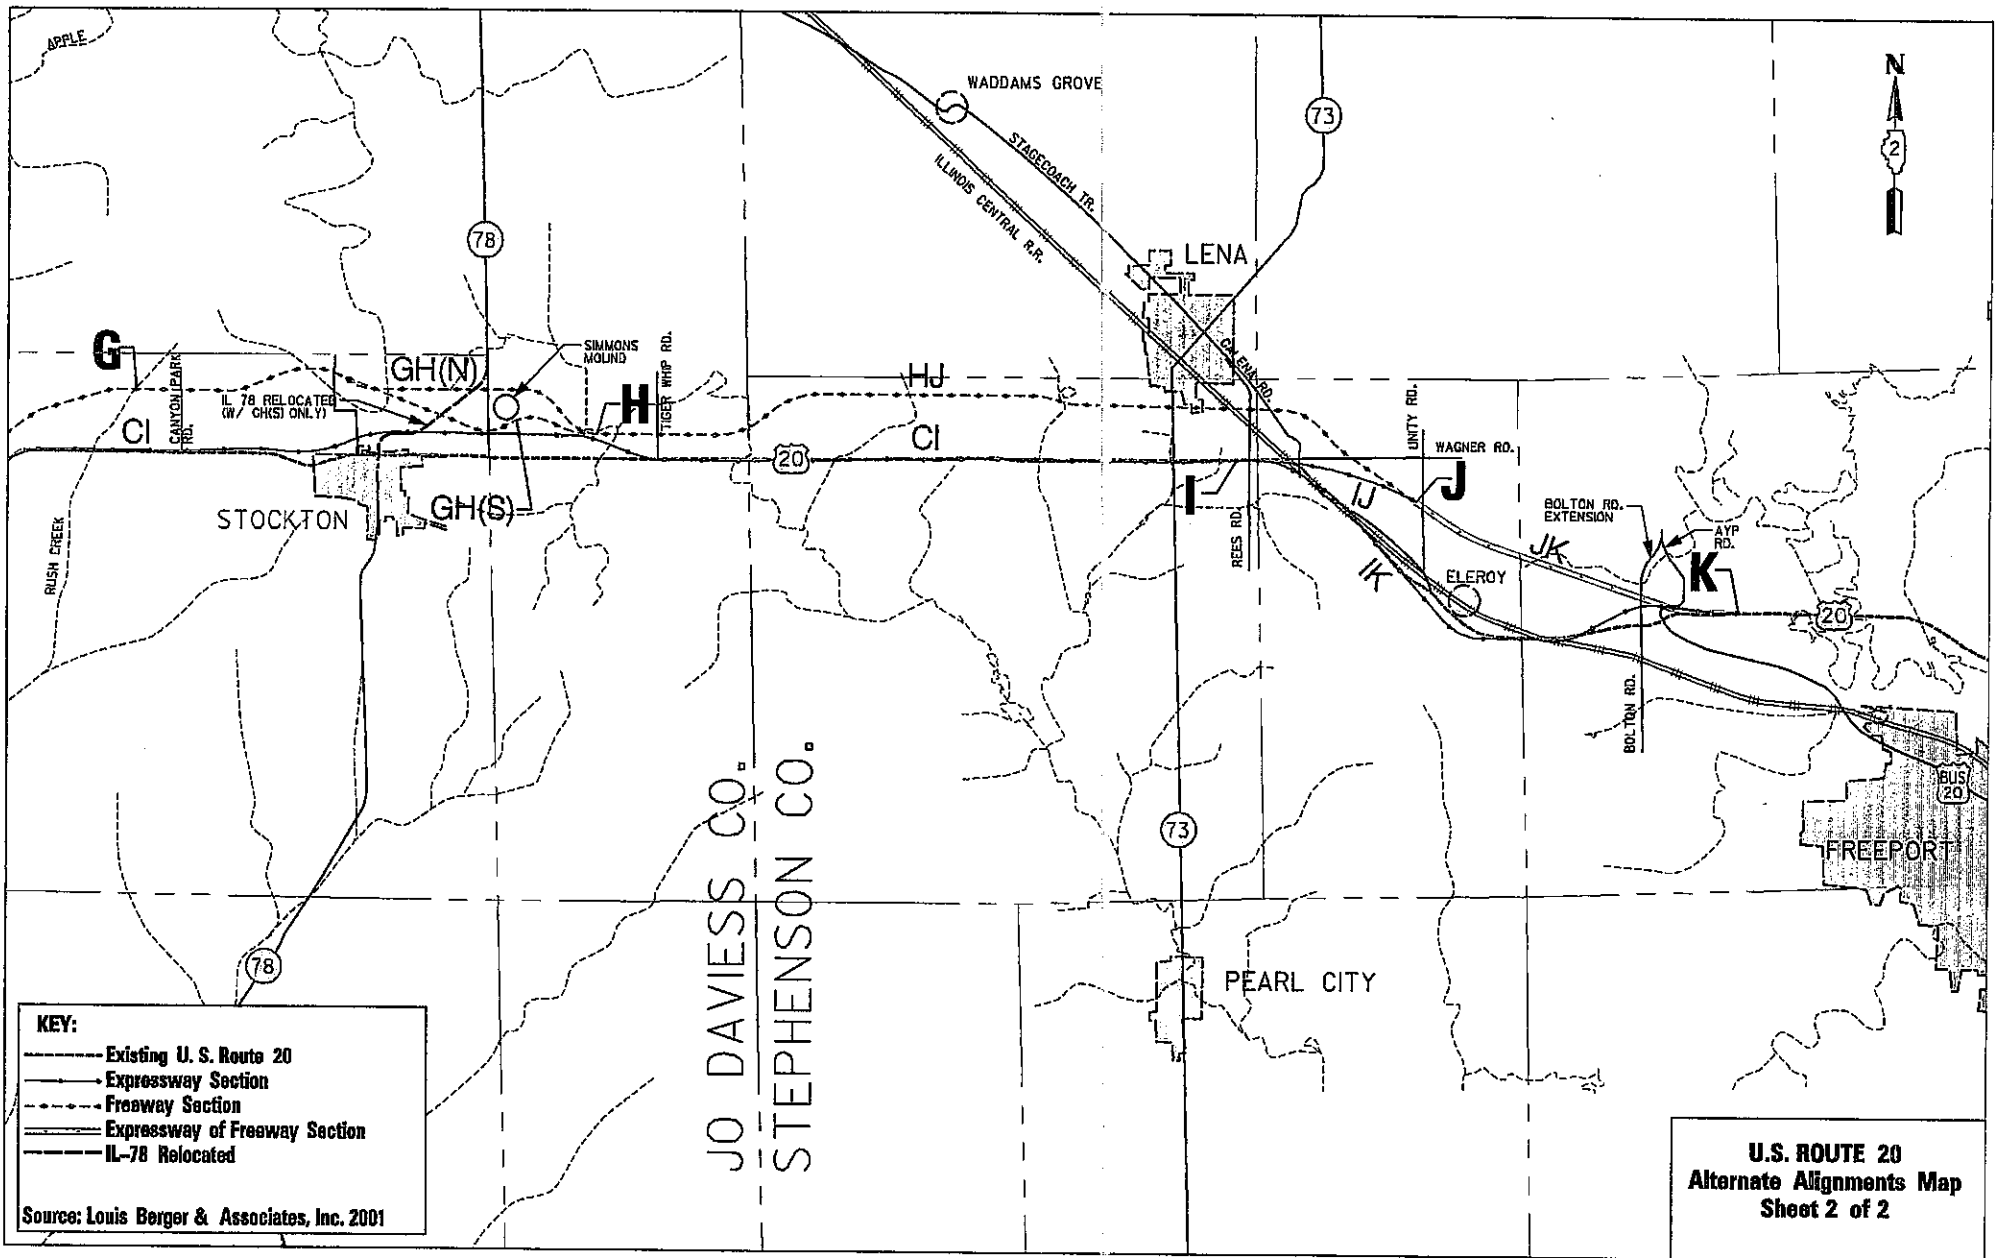 APPLE
WADDAMS GROVE
73
N
2
STAGECOACH TR.
ILLINOIS CENTRAL R.R.
78
LENA
G
CANYON PARK
RD.
GH(N)
SIMMONS
MOUND
IL 78 RELOCATED
(W/ GH(S) ONLY)
H
TIGER WHIP RD.
HJ
GALENA RD.
UNITY RD.
CI
CI
20
WAGNER RD.
I
IJ
J
STOCKTON
GH(S)
RUSH CREEK
REES RD.
BOLTON RD.
EXTENSION
AYP
RD.
JK
IK
ELEROY
K
20
BOLTON RD.
BUS
20
73
FREEPORT
JO DAVIESS CO.
STEPHENSON CO.
78
PEARL CITY
KEY:
Existing U. S. Route 20
Expressway Section
Freeway Section
Expressway of Freeway Section
IL-78 Relocated
Source: Louis Berger & Associates, Inc. 2001
U.S. ROUTE 20
Alternate Alignments Map
Sheet 2 of 2